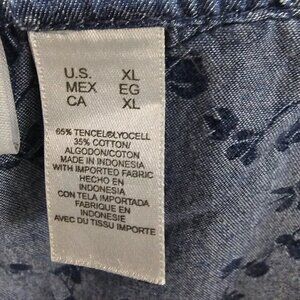 U.S. XL
MEX EG
CA XL
65% TENCEL®LYOCELL
35% COTTON/
ALGODON/COTON
MADE IN INDONESIA
WITH IMPORTED FABRIC
HECHO EN
INDONESIA
CON TELA IMPORTADA
FABRIQUE EN
INDONESIA
AVEC DU TISSU IMPORTE